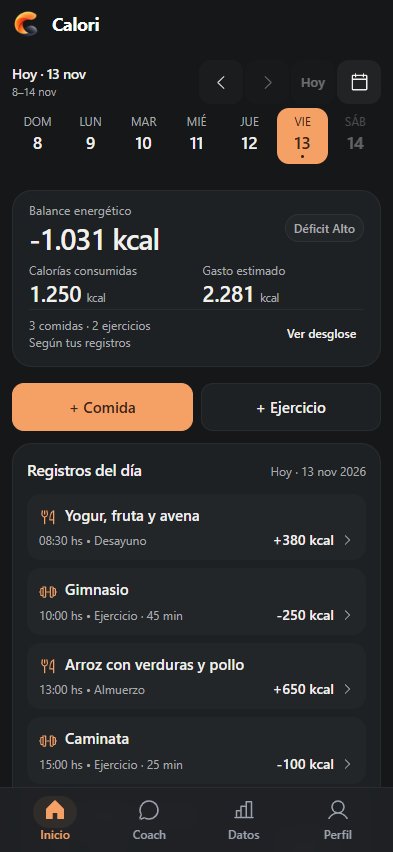 Calori
Hoy · 13 nov
8–14 nov
Hoy
DOM LUN MAR MIÉ JUE VIE SÁB
8 9 10 11 12 13 14
Balance energético
-1.031 kcal
Déficit Alto
Calorías consumidas Gasto estimado
1.250 kcal 2.281 kcal
3 comidas · 2 ejercicios
Según tus registros
Ver desglose
+ Comida + Ejercicio
Registros del día Hoy · 13 nov 2026
Yogur, fruta y avena
08:30 hs • Desayuno +380 kcal
Gimnasio
10:00 hs • Ejercicio · 45 min -250 kcal
Arroz con verduras y pollo
13:00 hs • Almuerzo +650 kcal
Caminata
15:00 hs • Ejercicio · 25 min -100 kcal
Inicio Coach Datos Perfil